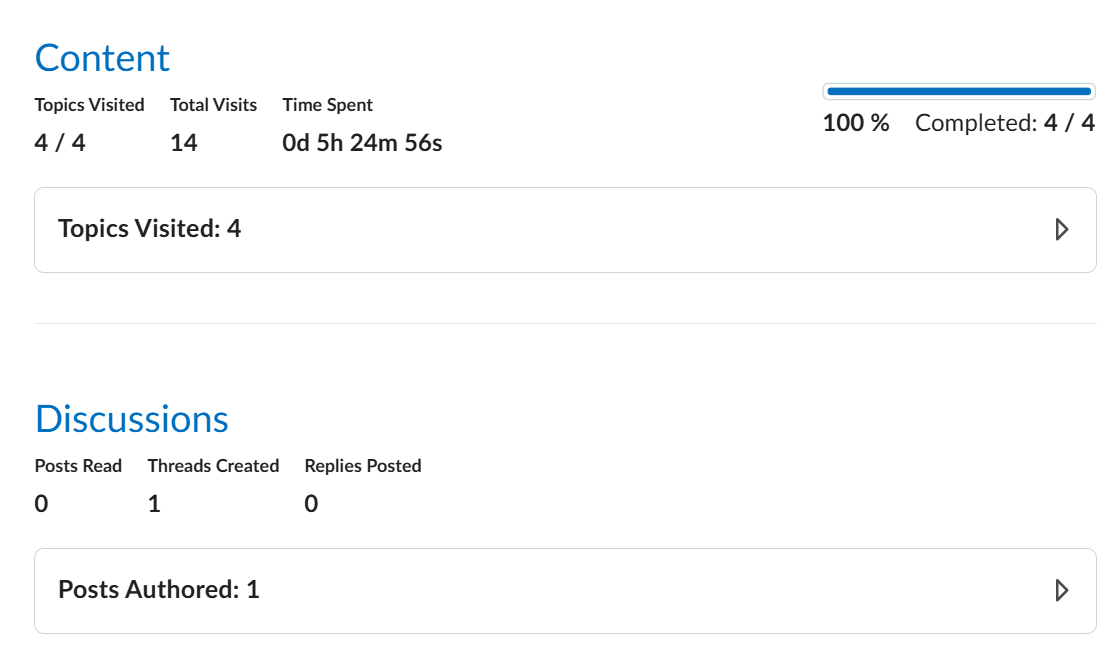 Content
Topics Visited Total Visits Time Spent
4 / 4 14 0d 5h 24m 56s
100 % Completed: 4 / 4
Topics Visited: 4
Discussions
Posts Read Threads Created Replies Posted
0 1 0
Posts Authored: 1